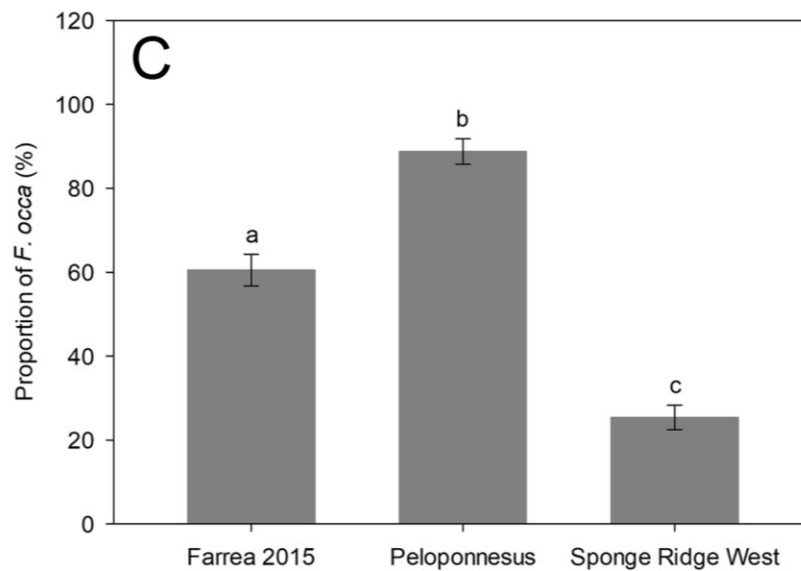 C
Proportion of F. occa (%)
120
100
80
60
40
20
0
a
b
c
Farrea 2015
Peloponnesus
Sponge Ridge West